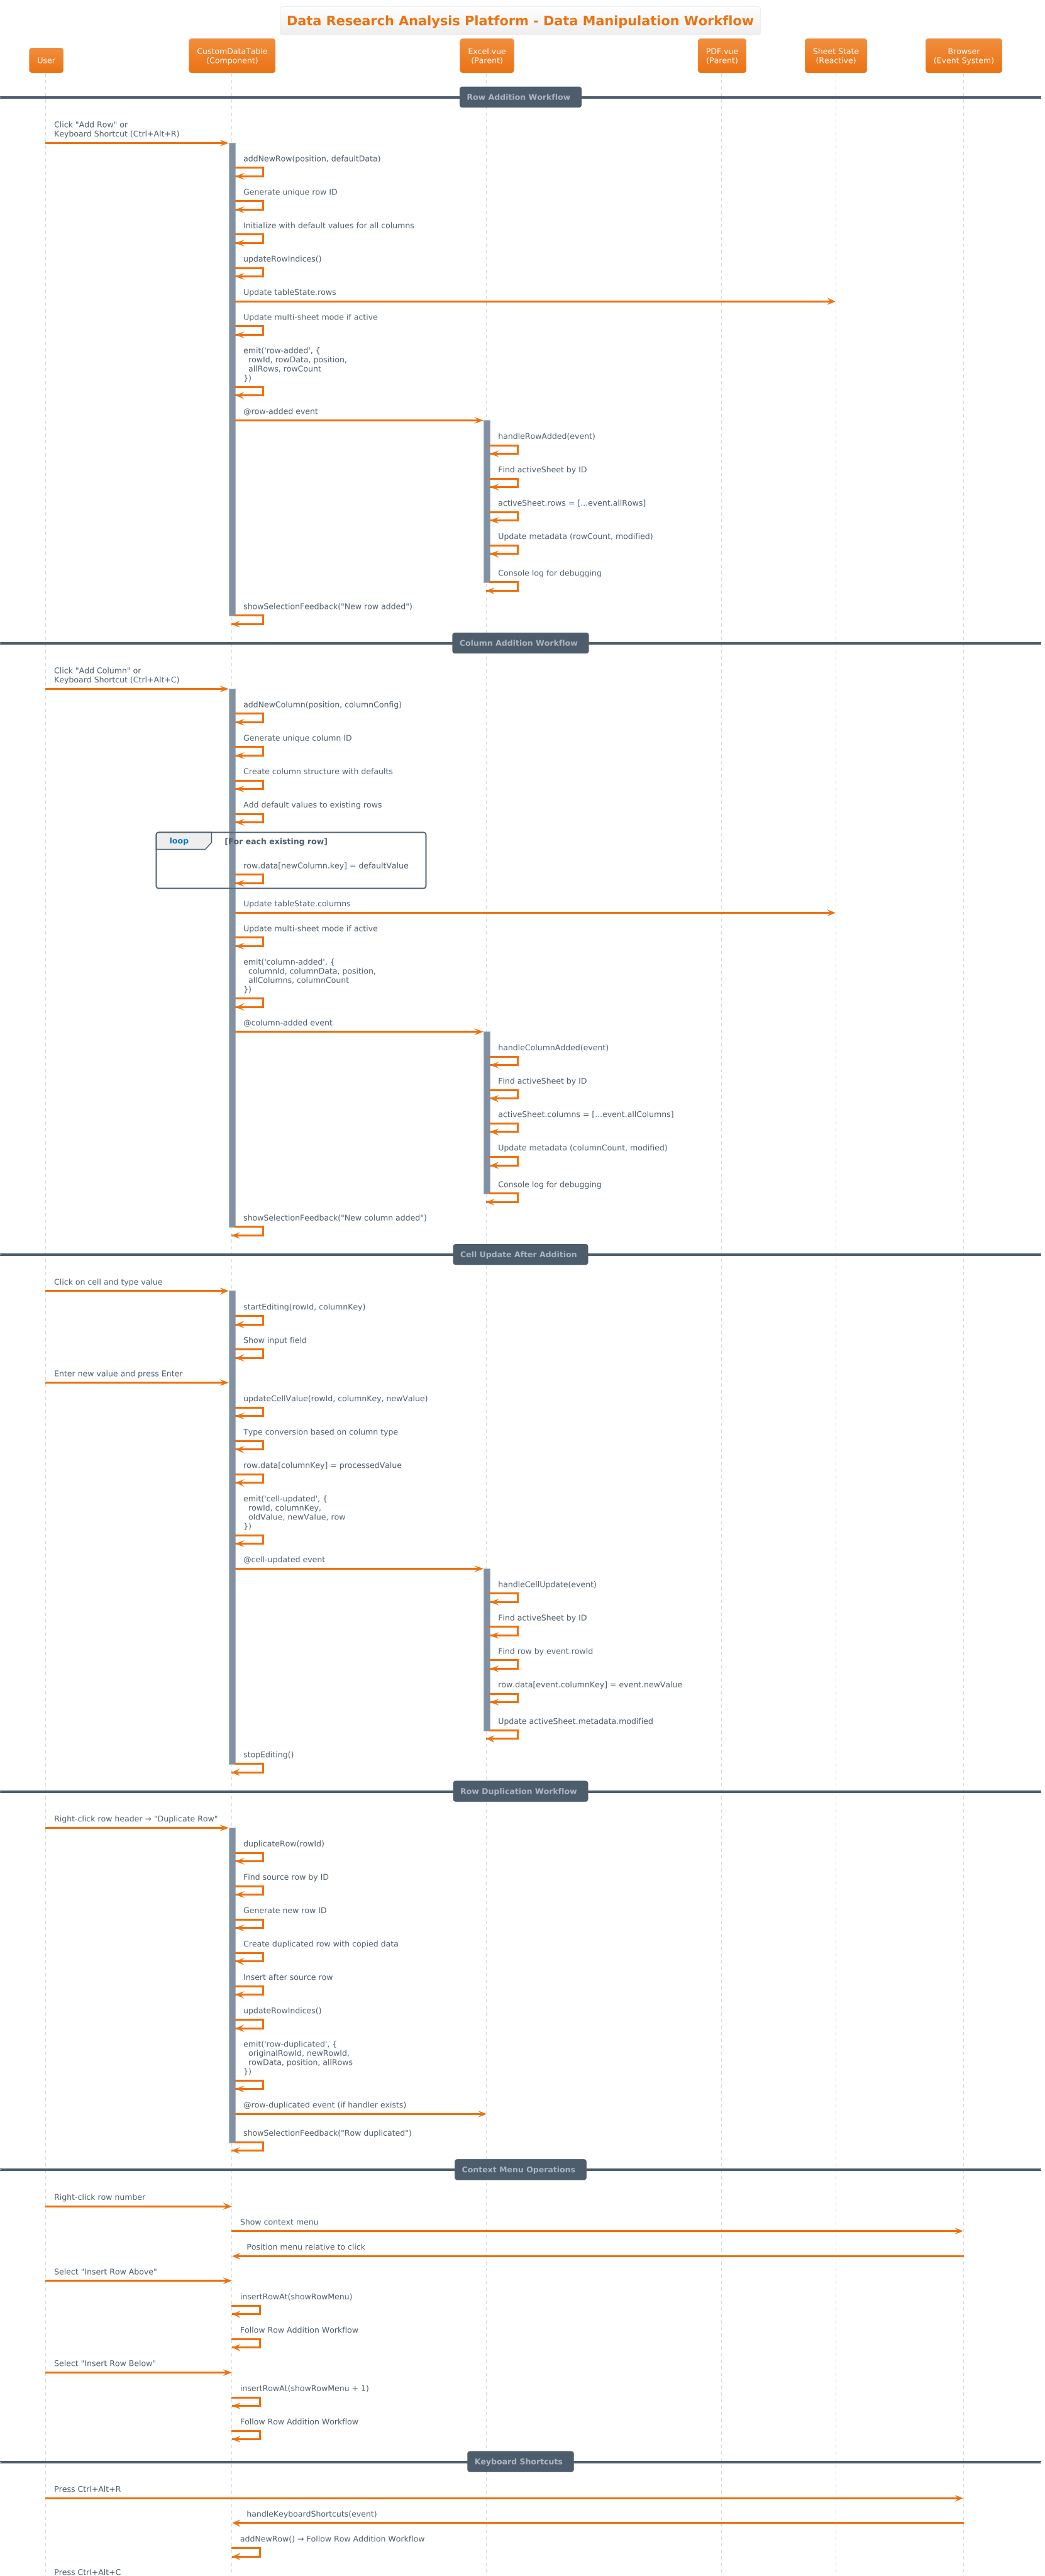 Data Research Analysis Platform - Data Manipulation Workflow
User
CustomDataTable
(Component)
Excel.vue
(Parent)
PDF.vue
(Parent)
Sheet State
(Reactive)
Browser
(Event System)
Row Addition Workflow
Click "Add Row" or
Keyboard Shortcut (Ctrl+Alt+R)
addNewRow(position, defaultData)
Generate unique row ID
Initialize with default values for all columns
updateRowIndices()
Update tableState.rows
Update multi-sheet mode if active
emit('row-added', {
rowId, rowData, position,
allRows, rowCount
})
@row-added event
handleRowAdded(event)
Find activeSheet by ID
activeSheet.rows = [...event.allRows]
Update metadata (rowCount, modified)
Console log for debugging
showSelectionFeedback("New row added")
Column Addition Workflow
Click "Add Column" or
Keyboard Shortcut (Ctrl+Alt+C)
addNewColumn(position, columnConfig)
Generate unique column ID
Create column structure with defaults
Add default values to existing rows
loop [For each existing row]
row.data[newColumn.key] = defaultValue
Update tableState.columns
Update multi-sheet mode if active
emit('column-added', {
columnId, columnData, position,
allColumns, columnCount
})
@column-added event
handleColumnAdded(event)
Find activeSheet by ID
activeSheet.columns = [...event.allColumns]
Update metadata (columnCount, modified)
Console log for debugging
showSelectionFeedback("New column added")
Cell Update After Addition
Click on cell and type value
startEditing(rowId, columnKey)
Show input field
Enter new value and press Enter
updateCellValue(rowId, columnKey, newValue)
Type conversion based on column type
row.data[columnKey] = processedValue
emit('cell-updated', {
rowId, columnKey,
oldValue, newValue, row
})
@cell-updated event
handleCellUpdate(event)
Find activeSheet by ID
Find row by event.rowId
row.data[event.columnKey] = event.newValue
Update activeSheet.metadata.modified
stopEditing()
Row Duplication Workflow
Right-click row header → "Duplicate Row"
duplicateRow(rowId)
Find source row by ID
Generate new row ID
Create duplicated row with copied data
Insert after source row
updateRowIndices()
emit('row-duplicated', {
originalRowId, newRowId,
rowData, position, allRows
})
@row-duplicated event (if handler exists)
showSelectionFeedback("Row duplicated")
Context Menu Operations
Right-click row number
Show context menu
Position menu relative to click
Select "Insert Row Above"
insertRowAt(showRowMenu)
Follow Row Addition Workflow
Select "Insert Row Below"
insertRowAt(showRowMenu + 1)
Follow Row Addition Workflow
Keyboard Shortcuts
Press Ctrl+Alt+R
handleKeyboardShortcuts(event)
addNewRow() → Follow Row Addition Workflow
Press Ctrl+Alt+C